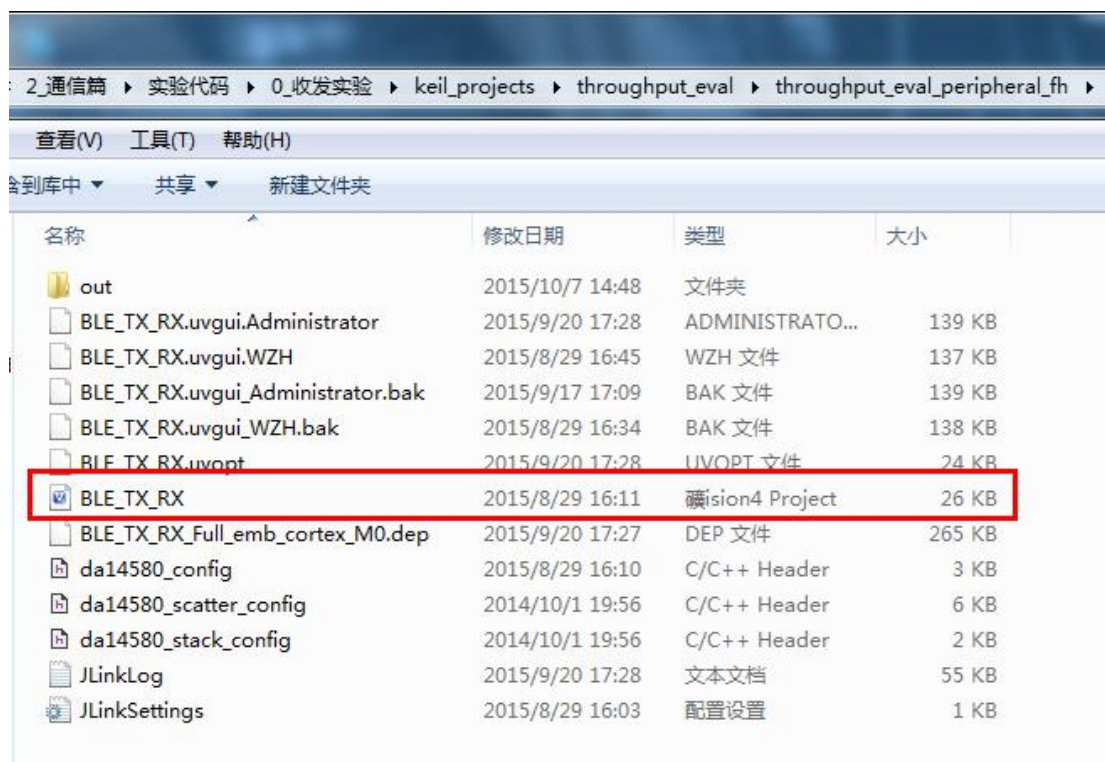 2_通信篇 ▸ 实验代码 ▸ 0_收发实验 ▸ keil_projects ▸ throughput_eval ▸ throughput_eval_peripheral_fh ▸
查看(V) 工具(T) 帮助(H)
含到库中 ▼ 共享 ▼ 新建文件夹
名称 修改日期 类型 大小
out 2015/10/7 14:48 文件夹
BLE_TX_RX.uvgui.Administrator 2015/9/20 17:28 ADMINISTRATO... 139 KB
BLE_TX_RX.uvgui.WZH 2015/8/29 16:45 WZH 文件 137 KB
BLE_TX_RX.uvgui_Administrator.bak 2015/9/17 17:09 BAK 文件 139 KB
BLE_TX_RX.uvgui_WZH.bak 2015/8/29 16:34 BAK 文件 138 KB
BLE_TX_RX.uvopt 2015/9/20 17:28 UVOPT 文件 24 KB
BLE_TX_RX 2015/8/29 16:11 礦ision4 Project 26 KB
BLE_TX_RX_Full_emb_cortex_M0.dep 2015/9/20 17:27 DEP 文件 265 KB
da14580_config 2015/8/29 16:10 C/C++ Header 3 KB
da14580_scatter_config 2014/10/1 19:56 C/C++ Header 6 KB
da14580_stack_config 2014/10/1 19:56 C/C++ Header 2 KB
JLinkLog 2015/9/20 17:28 文本文档 55 KB
JLinkSettings 2015/8/29 16:03 配置设置 1 KB